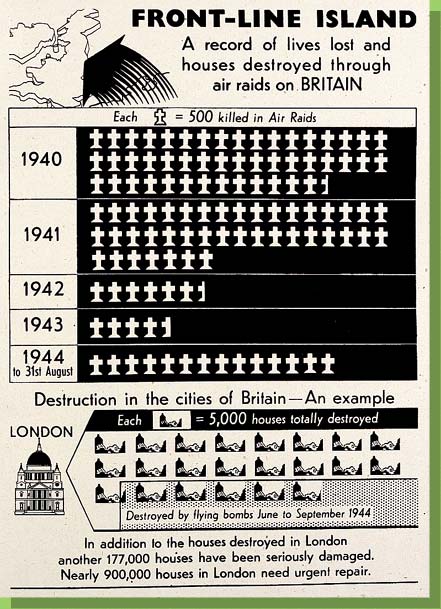 FRONT-LINE ISLAND
A record of lives lost and
houses destroyed through
air raids on BRITAIN
Each = 500 killed in Air Raids
1940
1941
1942
1943
1944
to 31st August
Destruction in the cities of Britain—An example
Each = 5,000 houses totally destroyed
LONDON
Destroyed by flying bombs June to September 1944
In addition to the houses destroyed in London
another 177,000 houses have been seriously damaged.
Nearly 900,000 houses in London need urgent repair.